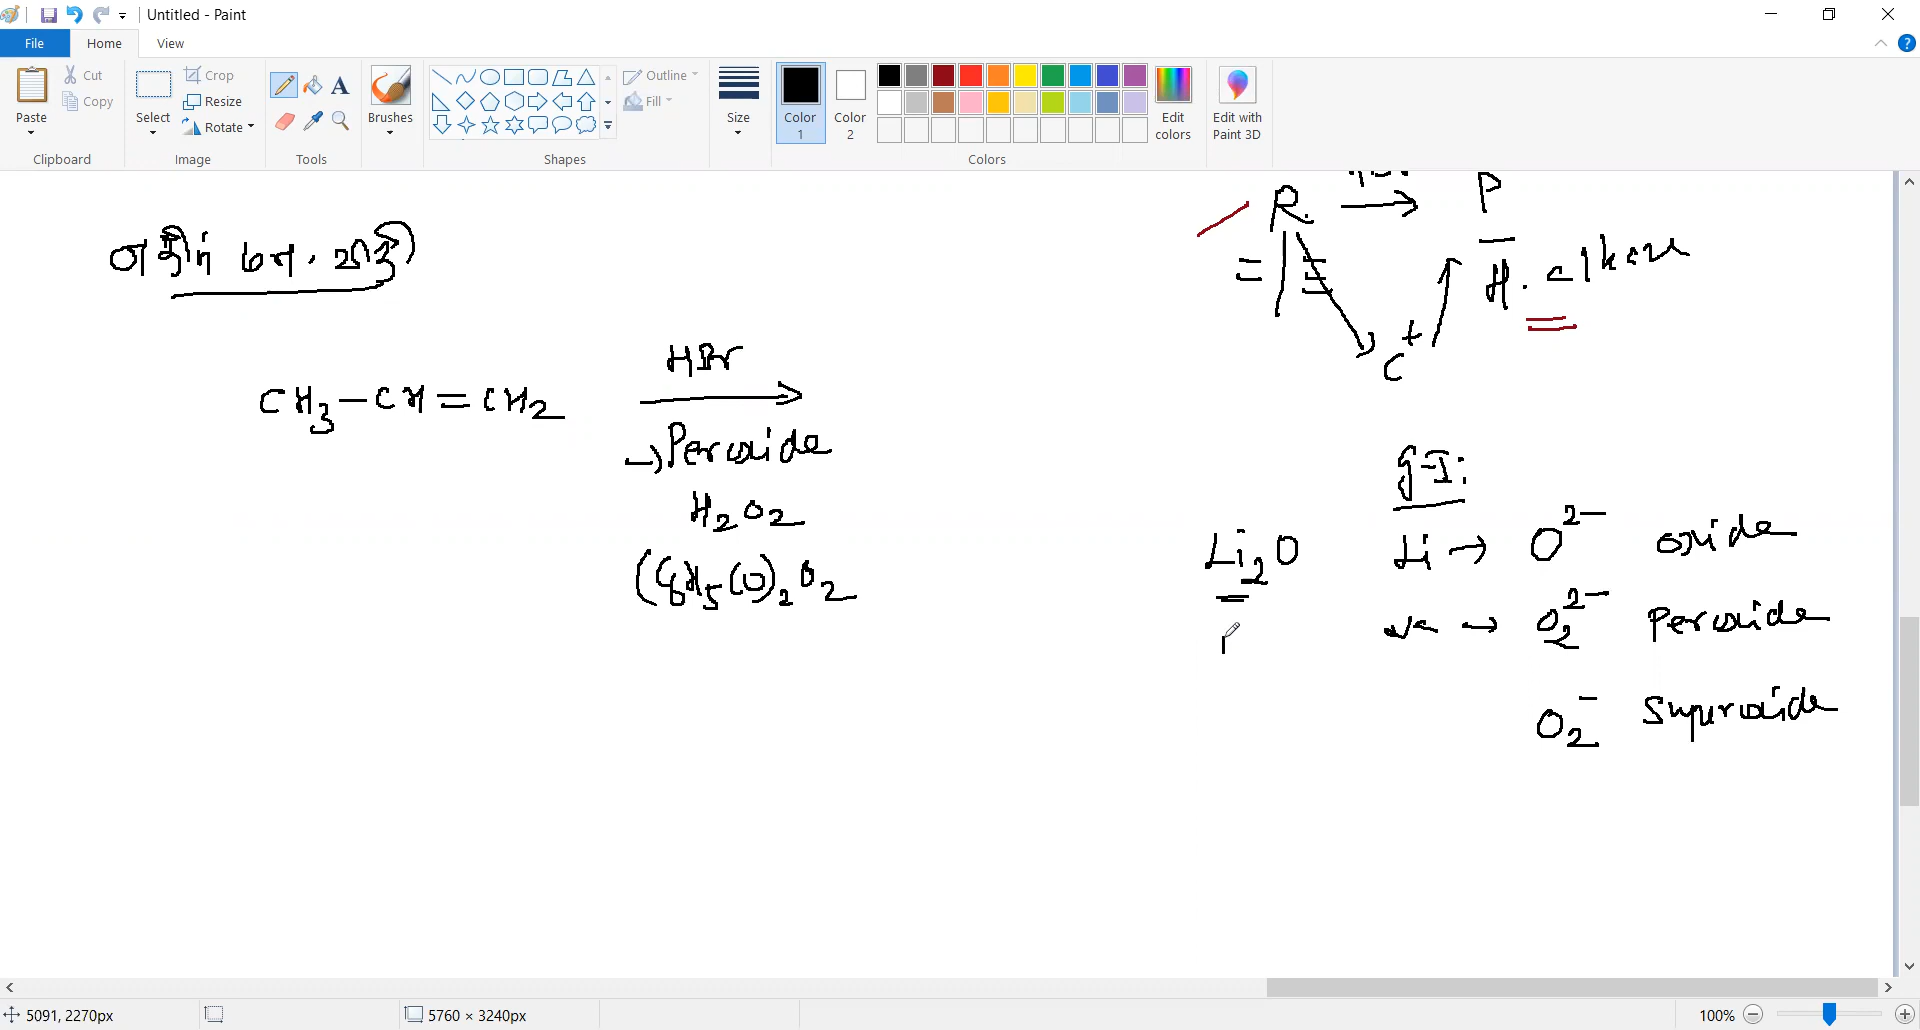 Untitled - Paint
File Home View
Paste
Cut
Copy
Clipboard
Select
Crop
Resize
Rotate
Image
Tools
Brushes
Outline
Fill
Shapes
Size
Color 1
Color 2
Edit colors
Colors
Edit with Paint 3D
R. → P
H. alkane
C+
HBr
CH3-CH=CH2
→ Peroxide
H2O2
(C6H5CO)2O2
G-I:
Li2O Li → O2- oxide
Na → O2 2- Peroxide
O2- Superoxide
5091, 2270px
5760 × 3240px
100%